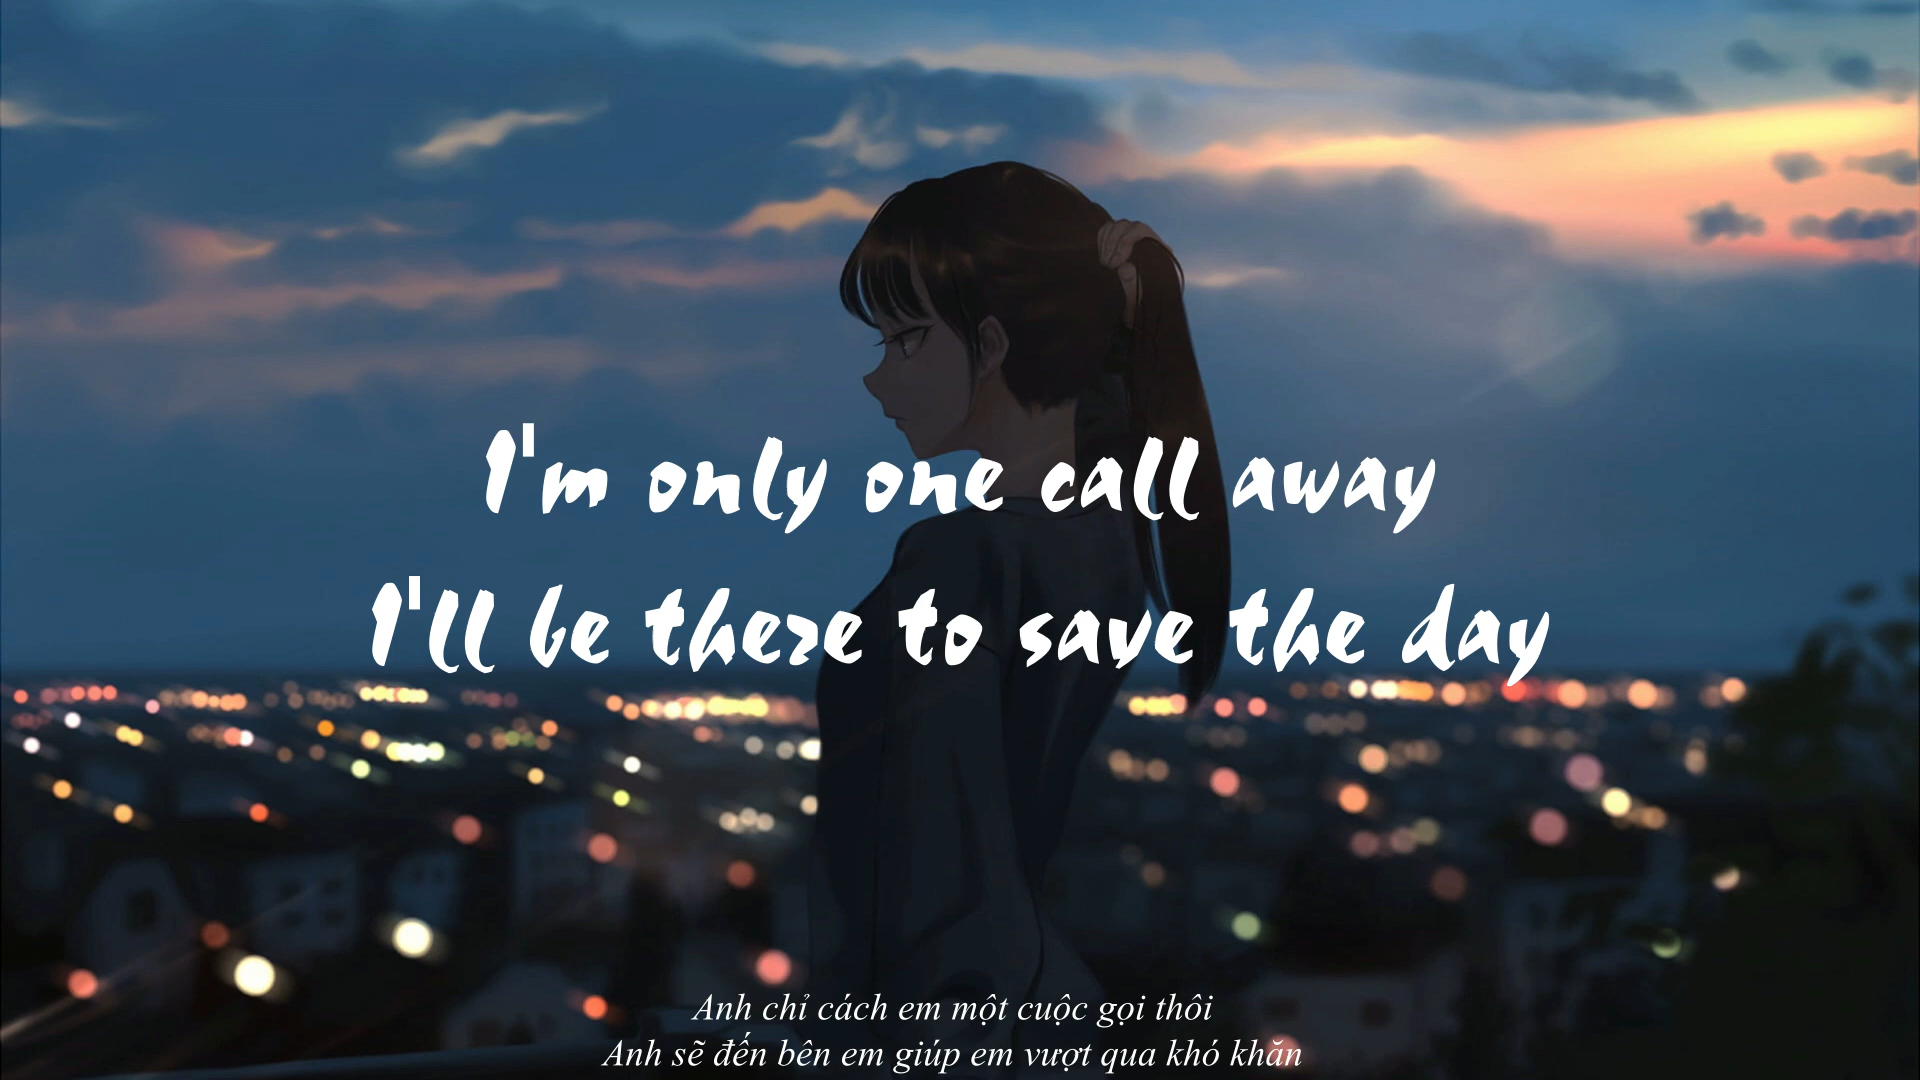 I'm only one call away
I'll be there to save the day
Anh chỉ cách em một cuộc gọi thôi
Anh sẽ đến bên em giúp em vượt qua khó khăn